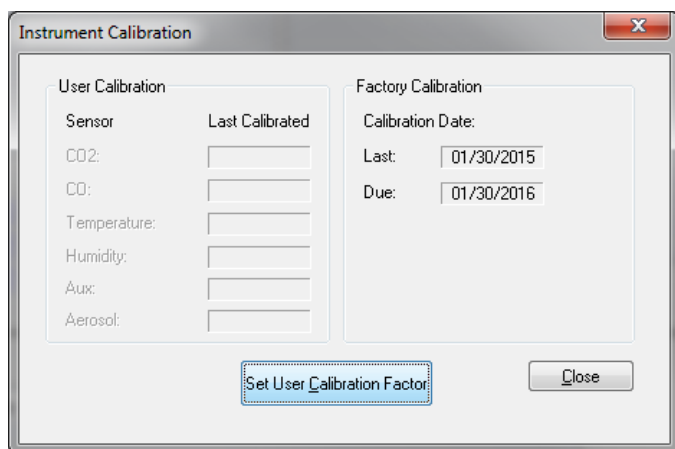 Instrument Calibration
x
User Calibration
Sensor Last Calibrated
CO2:
CO:
Temperature:
Humidity:
Aux:
Aerosol:
Factory Calibration
Calibration Date:
Last: 01/30/2015
Due: 01/30/2016
Set User Calibration Factor
Close